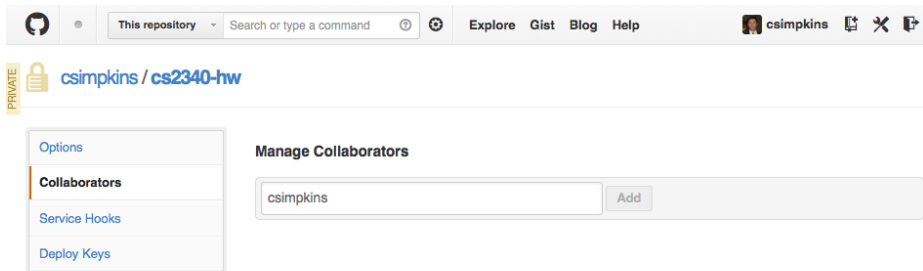 This repository Search or type a command Explore Gist Blog Help csimpkins
PRIVATE
csimpkins / cs2340-hw
Options
Collaborators
Service Hooks
Deploy Keys
Manage Collaborators
csimpkins Add